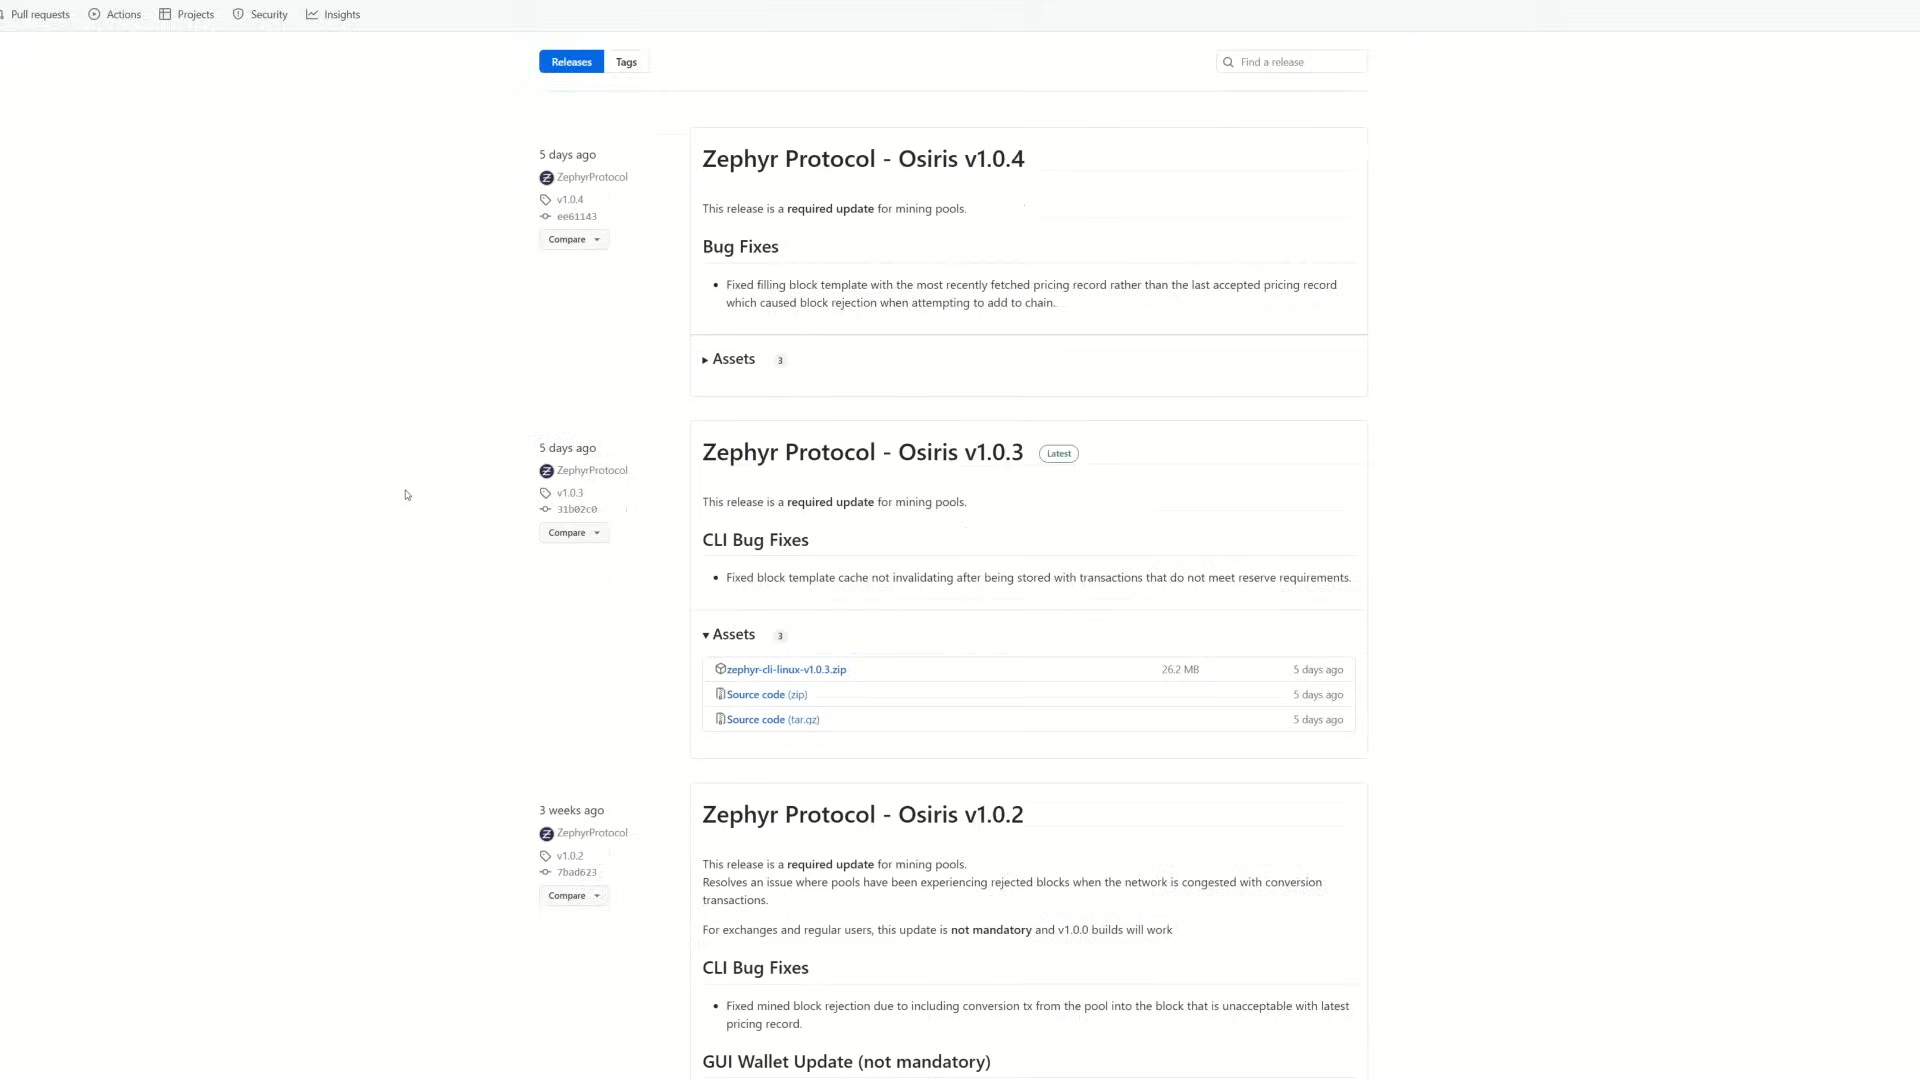 Pull requests Actions Projects Security Insights
Releases Tags Find a release
5 days ago
ZephyrProtocol
v1.0.4
ee61143
Compare
Zephyr Protocol - Osiris v1.0.4
This release is a required update for mining pools.
Bug Fixes
Fixed filling block template with the most recently fetched pricing record rather than the last accepted pricing record
which caused block rejection when attempting to add to chain.
Assets 3
5 days ago
ZephyrProtocol
v1.0.3
31b02c0
Compare
Zephyr Protocol - Osiris v1.0.3 Latest
This release is a required update for mining pools.
CLI Bug Fixes
Fixed block template cache not invalidating after being stored with transactions that do not meet reserve requirements.
Assets 3
zephyr-cli-linux-v1.0.3.zip 26.2 MB 5 days ago
Source code (zip) 5 days ago
Source code (tar.gz) 5 days ago
3 weeks ago
ZephyrProtocol
v1.0.2
7bad623
Compare
Zephyr Protocol - Osiris v1.0.2
This release is a required update for mining pools.
Resolves an issue where pools have been experiencing rejected blocks when the network is congested with conversion
transactions.
For exchanges and regular users, this update is not mandatory and v1.0.0 builds will work
CLI Bug Fixes
Fixed mined block rejection due to including conversion tx from the pool into the block that is unacceptable with latest
pricing record.
GUI Wallet Update (not mandatory)